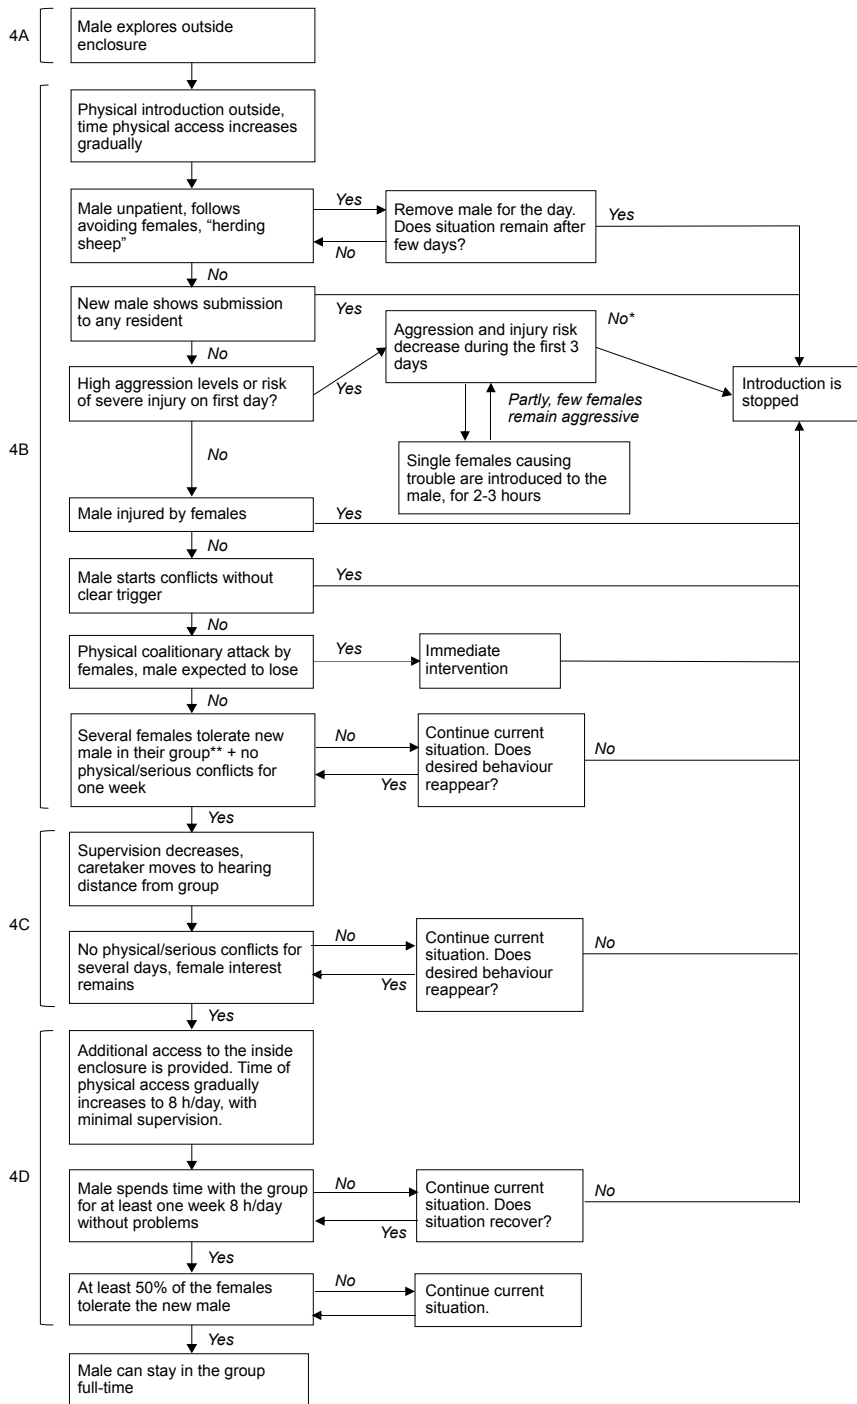 4A
Male explores outside
enclosure
Physical introduction outside,
time physical access increases
gradually
Male unpatient, follows
avoiding females, “herding
sheep”
Yes
No
Remove male for the day.
Does situation remain after
few days?
Yes
No
New male shows submission
to any resident
Yes
No
High aggression levels or risk
of severe injury on first day?
Yes
Aggression and injury risk
decrease during the first 3
days
No*
Introduction is
stopped
Partly, few females
remain aggressive
Single females causing
trouble are introduced to the
male, for 2-3 hours
4B
No
Male injured by females
Yes
No
Male starts conflicts without
clear trigger
Yes
No
Physical coalitionary attack by
females, male expected to lose
Yes
Immediate
intervention
No
Several females tolerate new
male in their group** + no
physical/serious conflicts for
one week
No
Yes
Continue current
situation. Does
desired behaviour
reappear?
No
Yes
Supervision decreases,
caretaker moves to hearing
distance from group
4C
No physical/serious conflicts for
several days, female interest
remains
No
Yes
Continue current
situation. Does
desired behaviour
reappear?
No
Yes
Additional access to the inside
enclosure is provided. Time of
physical access gradually
increases to 8 h/day, with
minimal supervision.
4D
Male spends time with the group
for at least one week 8 h/day
without problems
No
Yes
Continue current
situation. Does
situation recover?
No
Yes
At least 50% of the females
tolerate the new male
No
Continue current
situation.
Yes
Male can stay in the group
full-time